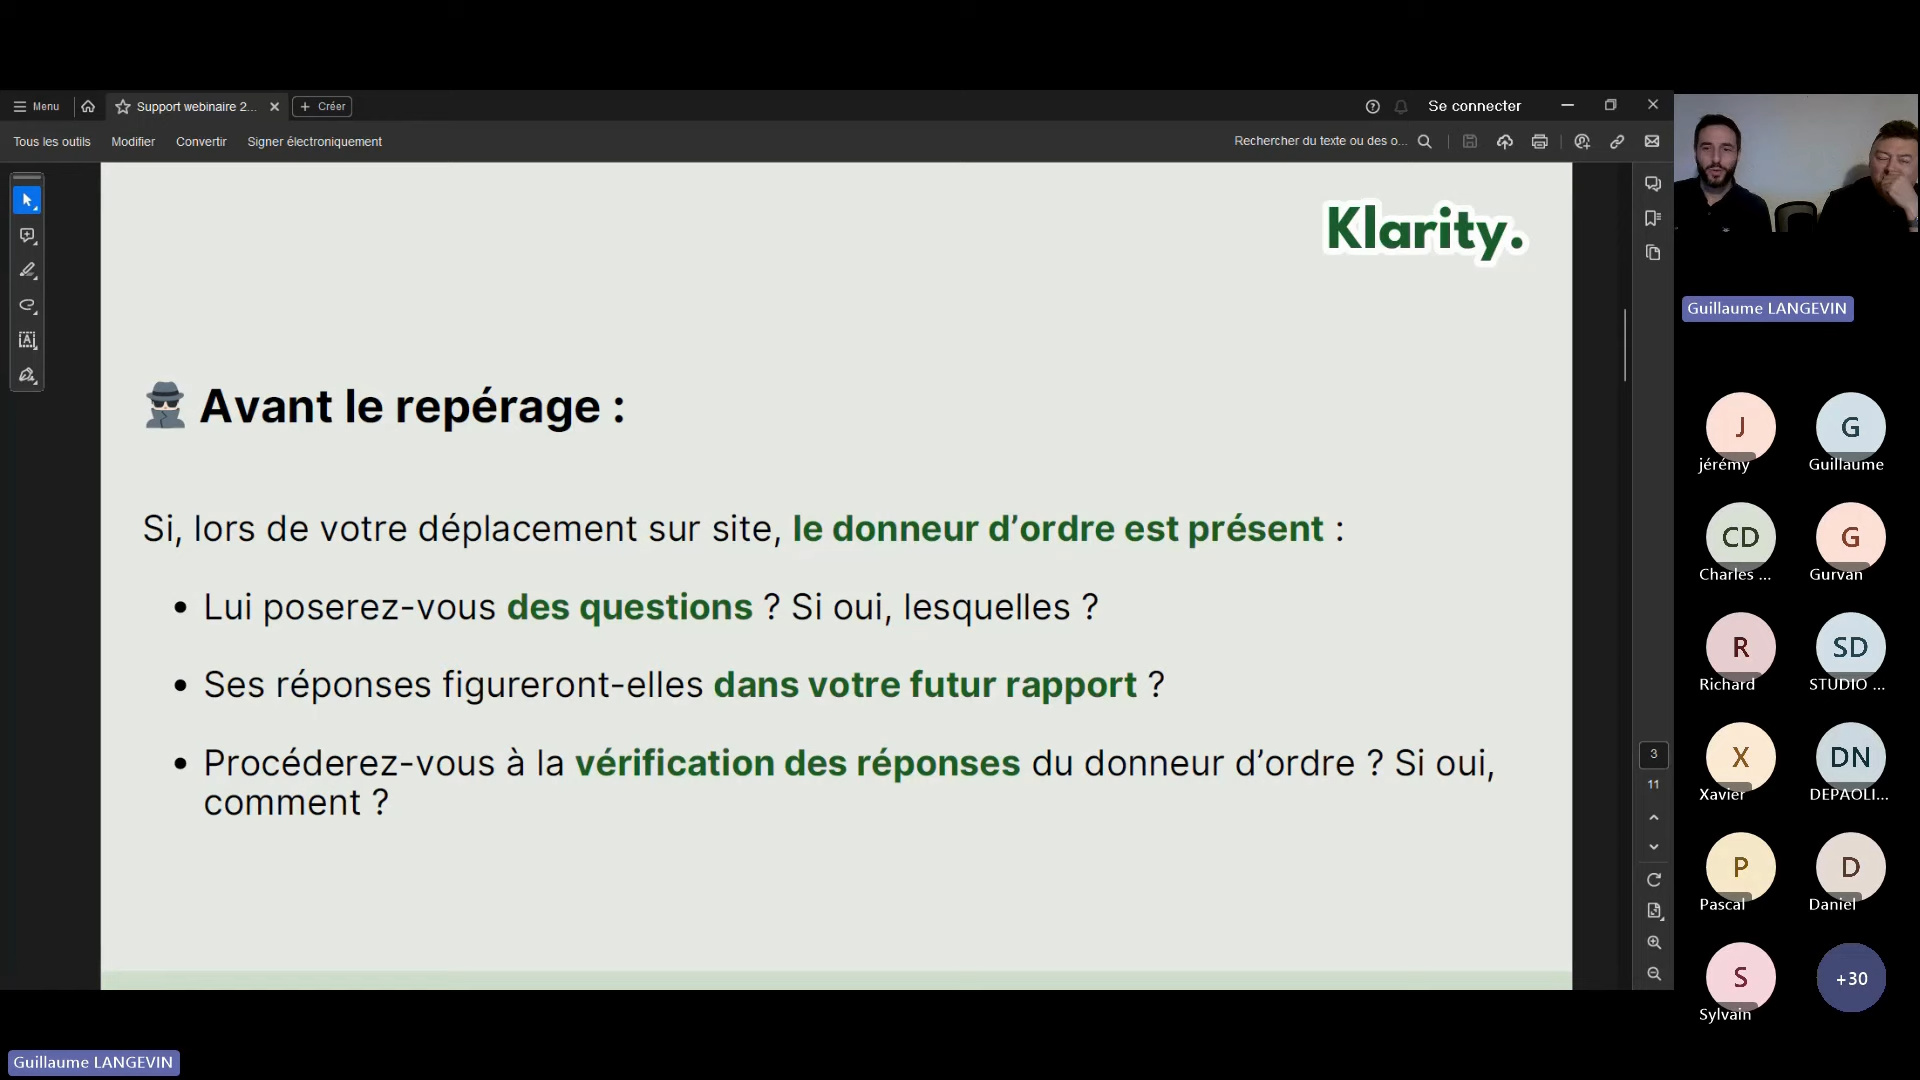 Menu
Support webinaire 2...
Créer
Se connecter
Tous les outils
Modifier
Convertir
Signer électroniquement
Rechercher du texte ou des o...
Klarity.
Avant le repérage :
Si, lors de votre déplacement sur site, le donneur d’ordre est présent :
• Lui poserez-vous des questions ? Si oui, lesquelles ?
• Ses réponses figureront-elles dans votre futur rapport ?
• Procéderez-vous à la vérification des réponses du donneur d’ordre ? Si oui,
comment ?
3
11
Guillaume LANGEVIN
J
jérémy
G
Guillaume
CD
Charles ...
G
Gurvan
R
Richard
SD
STUDIO ...
X
Xavier
DN
DEPAOLI...
P
Pascal
D
Daniel
S
Sylvain
+30
Guillaume LANGEVIN